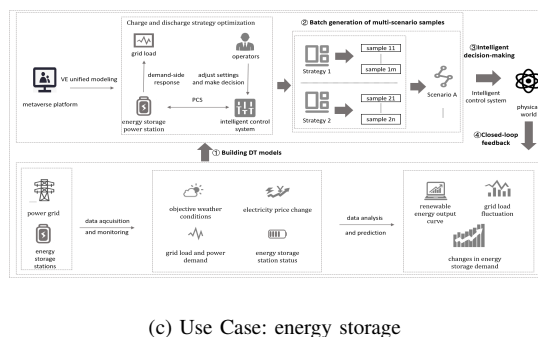 Charge and discharge strategy optimization
grid load
operators
metaverse platform
VE unified modeling
demand-side
response
adjust settings
and make decision
PCS
energy storage
power station
intelligent control
system
② Batch generation of multi-scenario samples
Strategy 1
sample 11
sample 1m
Strategy 2
sample 21
sample 2n
Scenario A
③Intelligent
decision-making
Intelligent
control system
physical
world
④Closed-loop
feedback
① Building DT models
power grid
energy
storage
stations
data aqcuisition
and monitoring
objective weather
conditions
electricity price change
grid load and power
demand
energy storage
station status
data analysis
and prediction
renewable
energy output
curve
grid load
fluctuation
changes in energy
storage demand
(c) Use Case: energy storage